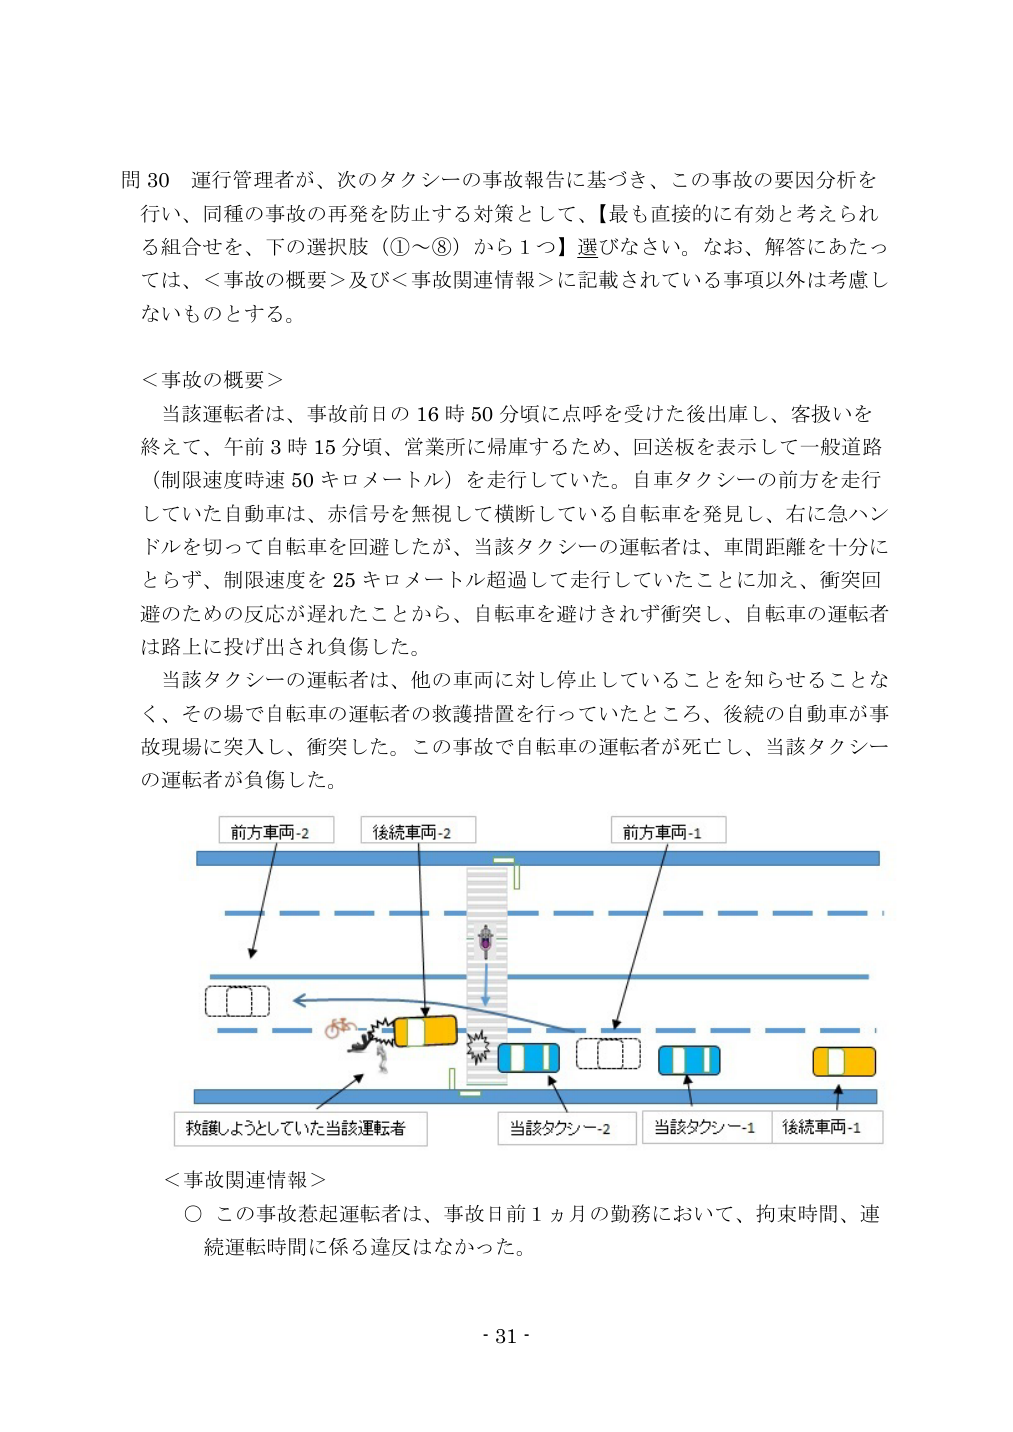 問 30　運行管理者が、次のタクシーの事故報告に基づき、この事故の要因分析を
行い、同種の事故の再発を防止する対策として、【最も直接的に有効と考えられ
る組合せを、下の選択肢（①～⑧）から 1 つ】選びなさい。なお、解答にあたっ
ては、＜事故の概要＞及び＜事故関連情報＞に記載されている事項以外は考慮し
ないものとする。
＜事故の概要＞
当該運転者は、事故前日の 16 時 50 分頃に点呼を受けた後出庫し、客扱いを
終えて、午前 3 時 15 分頃、営業所に帰庫するため、回送板を表示して一般道路
（制限速度時速 50 キロメートル）を走行していた。自車タクシーの前方を走行
していた自動車は、赤信号を無視して横断している自転車を発見し、右に急ハン
ドルを切って自転車を回避したが、当該タクシーの運転者は、車間距離を十分に
とらず、制限速度を 25 キロメートル超過して走行していたことに加え、衝突回
避のための反応が遅れたことから、自転車を避けきれず衝突し、自転車の運転者
は路上に投げ出され負傷した。
当該タクシーの運転者は、他の車両に対し停止していることを知らせることな
く、その場で自転車の運転者の救護措置を行っていたところ、後続の自動車が事
故現場に突入し、衝突した。この事故で自転車の運転者が死亡し、当該タクシー
の運転者が負傷した。
前方車両-2
後続車両-2
前方車両-1
救護しようとしていた当該運転者
当該タクシー-2
当該タクシー-1
後続車両-1
＜事故関連情報＞
○ この事故惹起運転者は、事故日前 1 ヵ月の勤務において、拘束時間、連
続運転時間に係る違反はなかった。
- 31 -